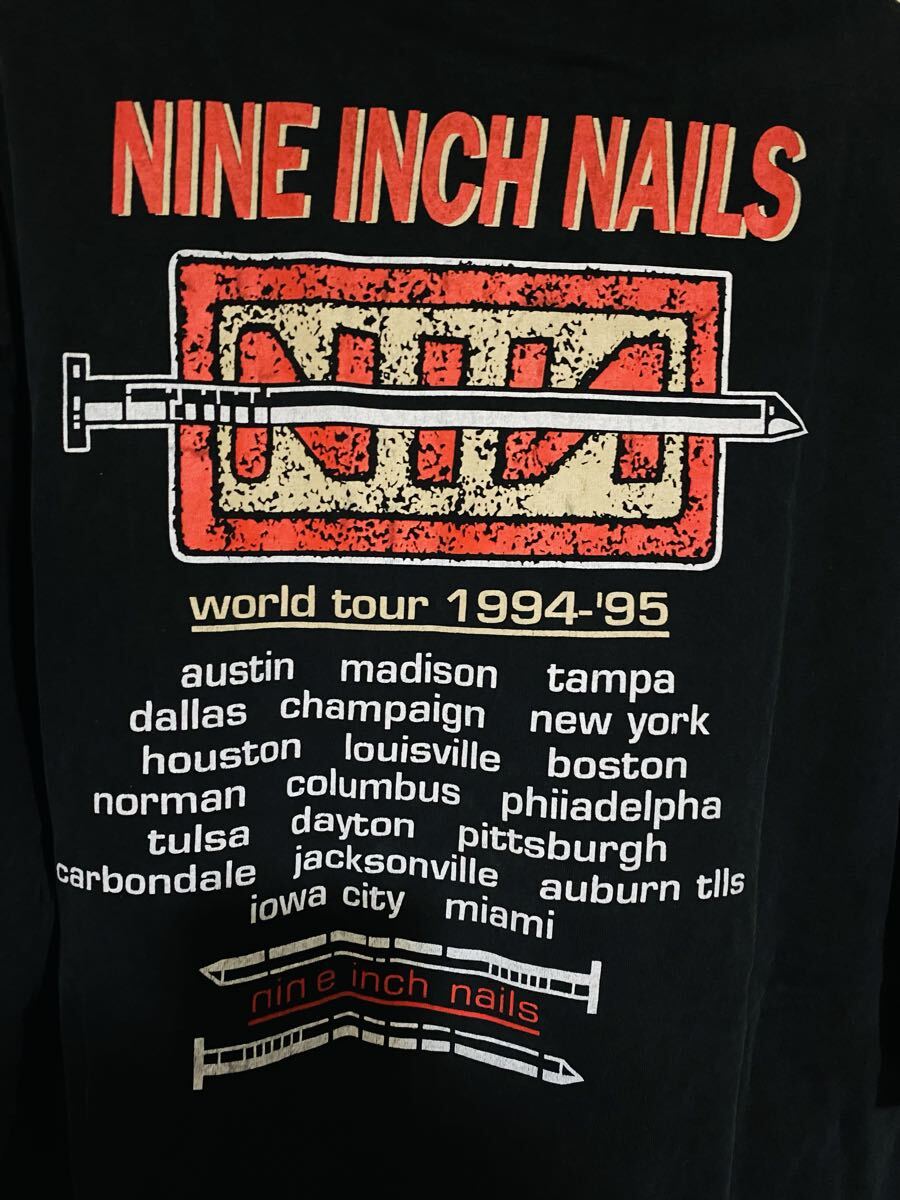 NINE INCH NAILS
NIN
world tour 1994-'95
austin madison tampa
dallas champaign new york
houston louisville boston
norman columbus phiiadelpha
tulsa dayton pittsburgh
carbondale jacksonville auburn tlls
iowa city miami
nine inch nails